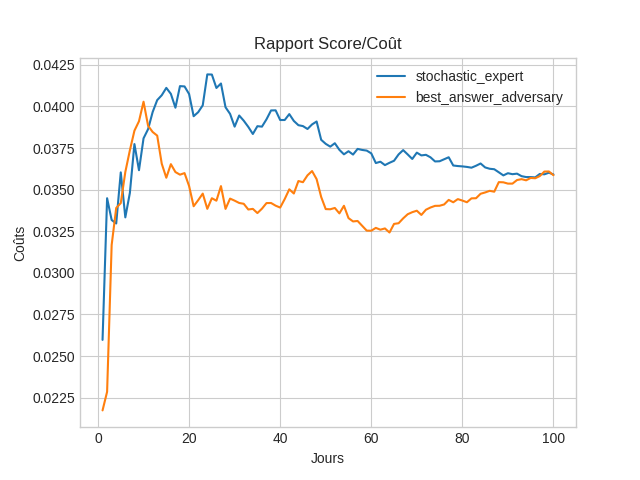 Rapport Score/Coût
stochastic_expert
best_answer_adversary
0.0425
0.0400
0.0375
0.0350
0.0325
0.0300
0.0275
0.0250
0.0225
Coûts
0 20 40 60 80 100
Jours